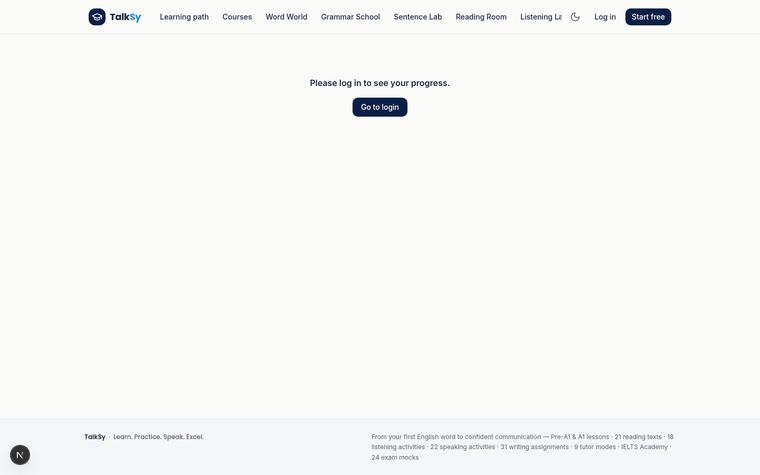 TalkSy Learning path Courses Word World Grammar School Sentence Lab Reading Room Listening La Log in Start free
Please log in to see your progress.
Go to login
TalkSy · Learn. Practice. Speak. Excel.
From your first English word to confident communication — Pre-A1 & A1 lessons · 21 reading texts · 18
listening activities · 22 speaking activities · 31 writing assignments · 9 tutor modes · IELTS Academy ·
24 exam mocks
N